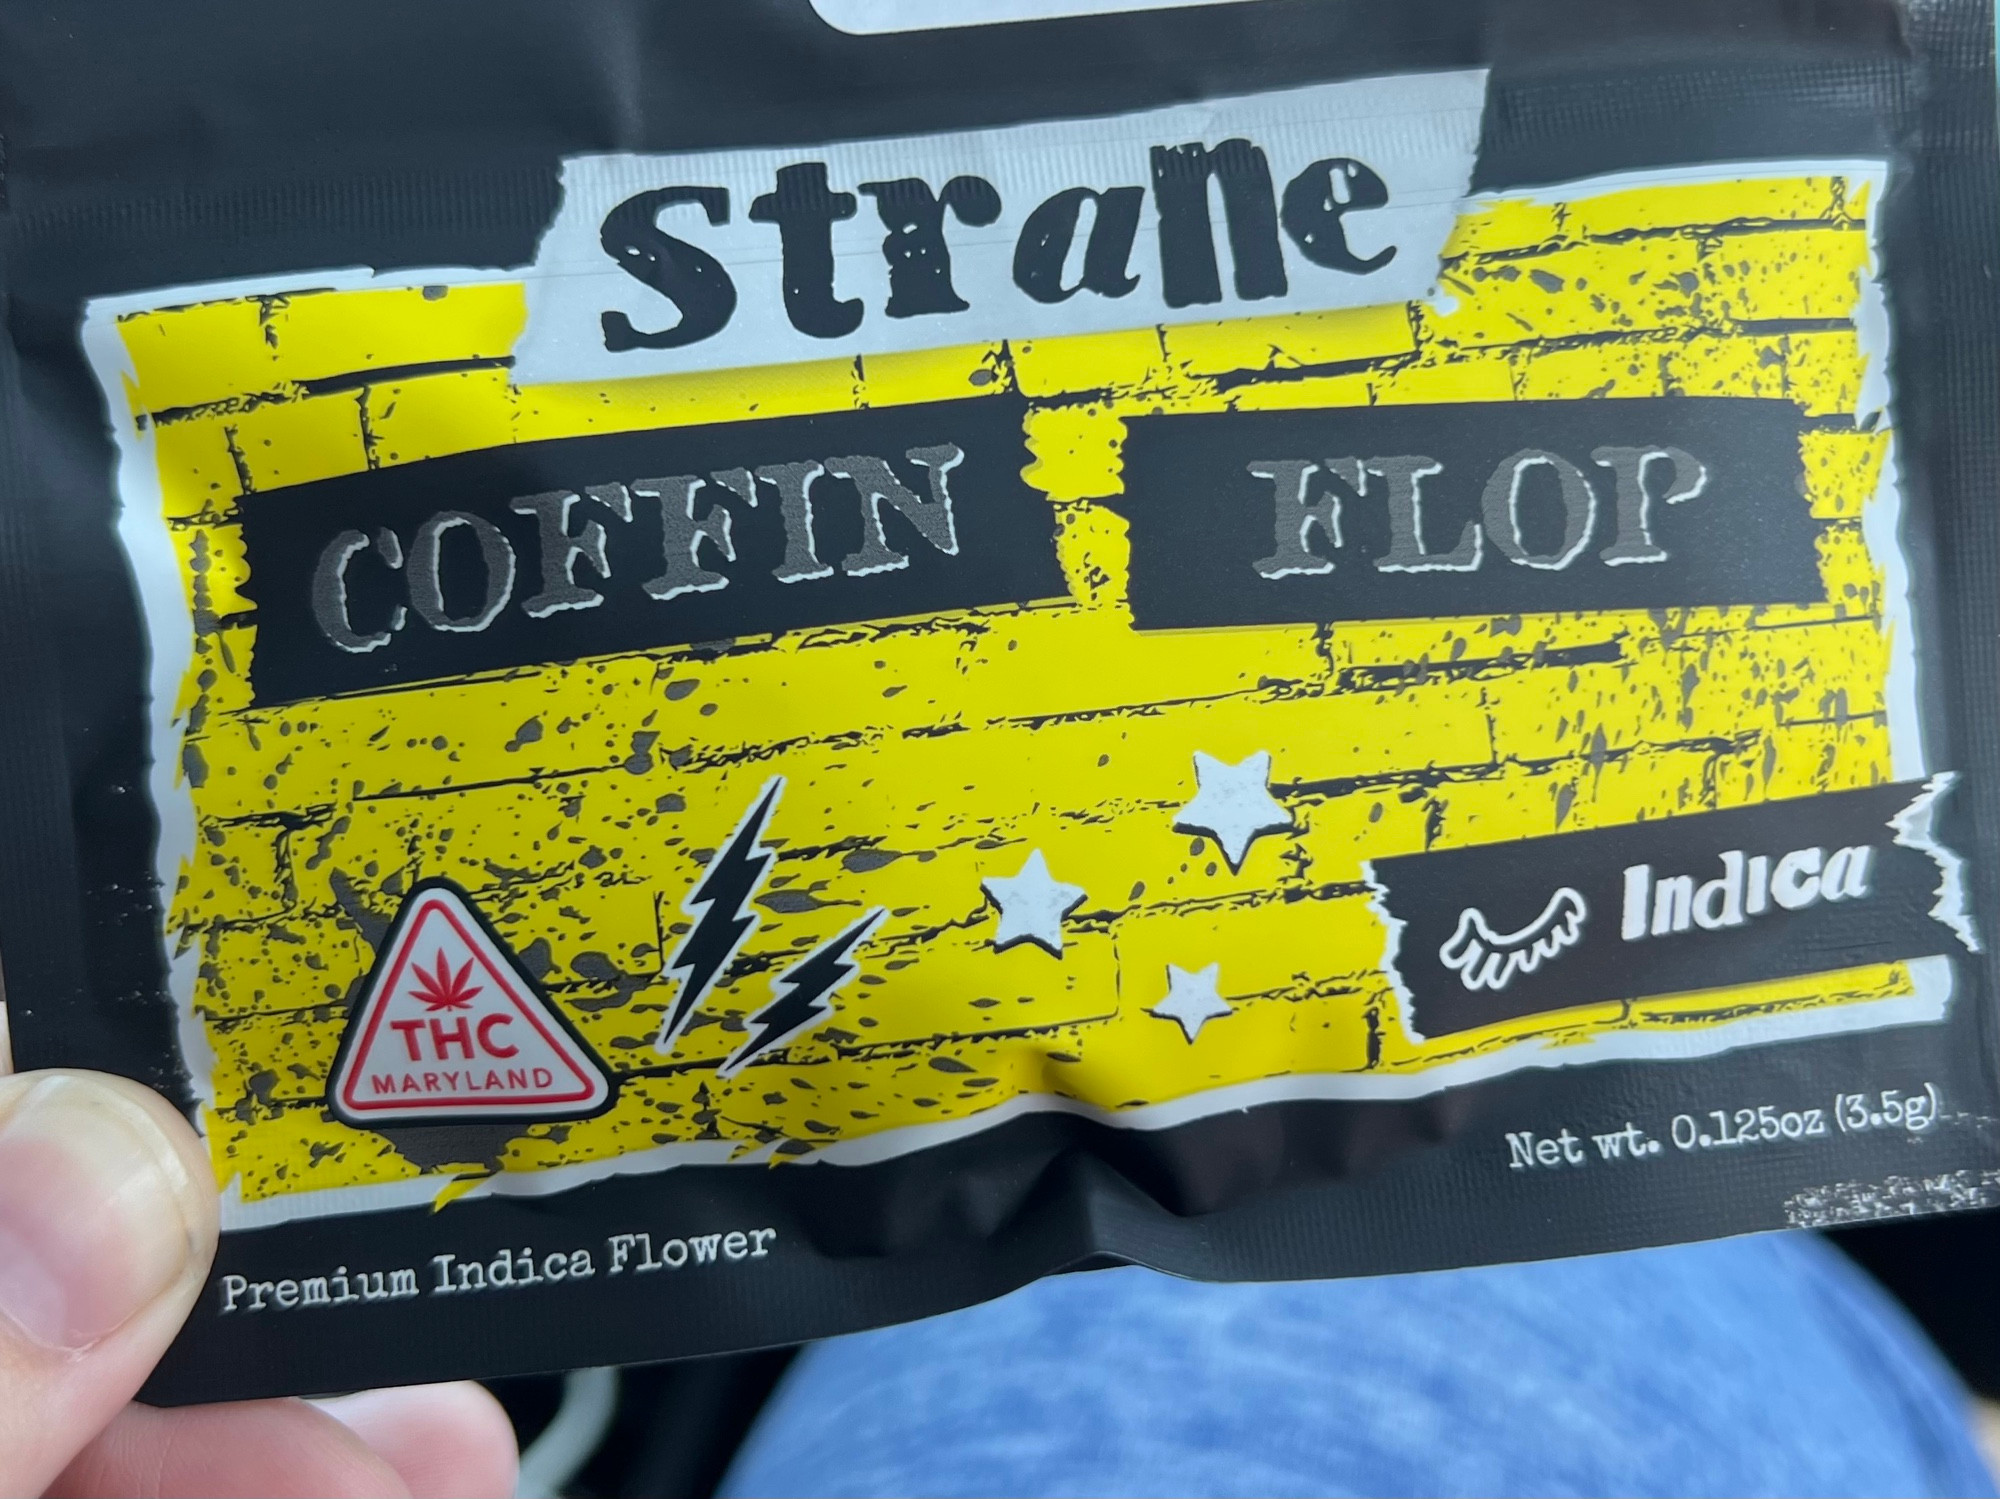 Strane
COFFIN FLOP
Indica
THC
MARYLAND
Net wt. 0.125oz (3.5g)
Premium Indica Flower